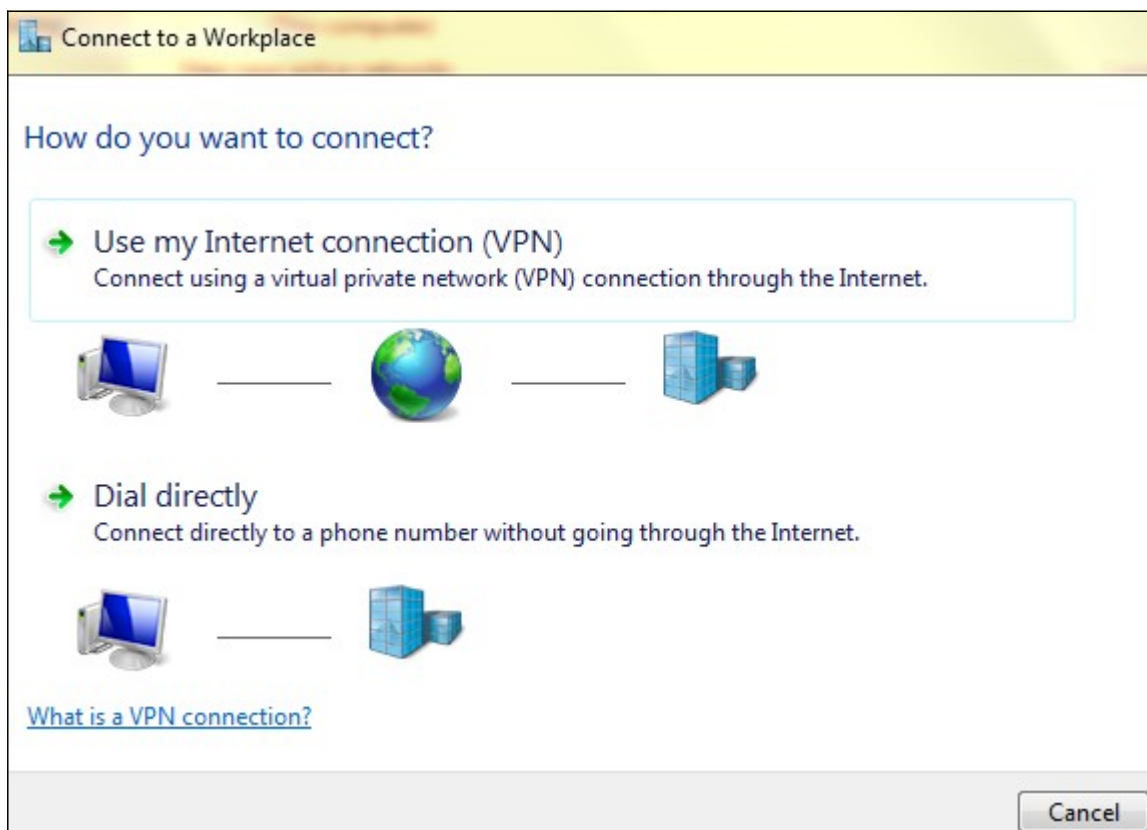 Connect to a Workplace
How do you want to connect?
Use my Internet connection (VPN)
Connect using a virtual private network (VPN) connection through the Internet.
Dial directly
Connect directly to a phone number without going through the Internet.
What is a VPN connection?
Cancel